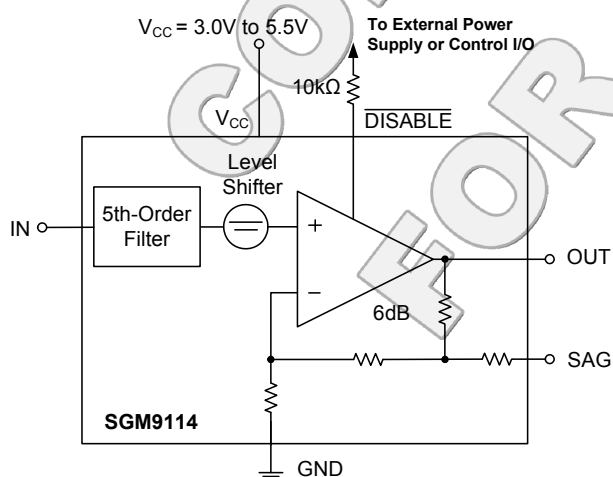 V_CC = 3.0V to 5.5V
To External Power
Supply or Control I/O
10kΩ
V_CC
DISABLE
Level
Shifter
5th-Order
Filter
IN
+
−
OUT
6dB
SAG
SGM9114
GND
FOR